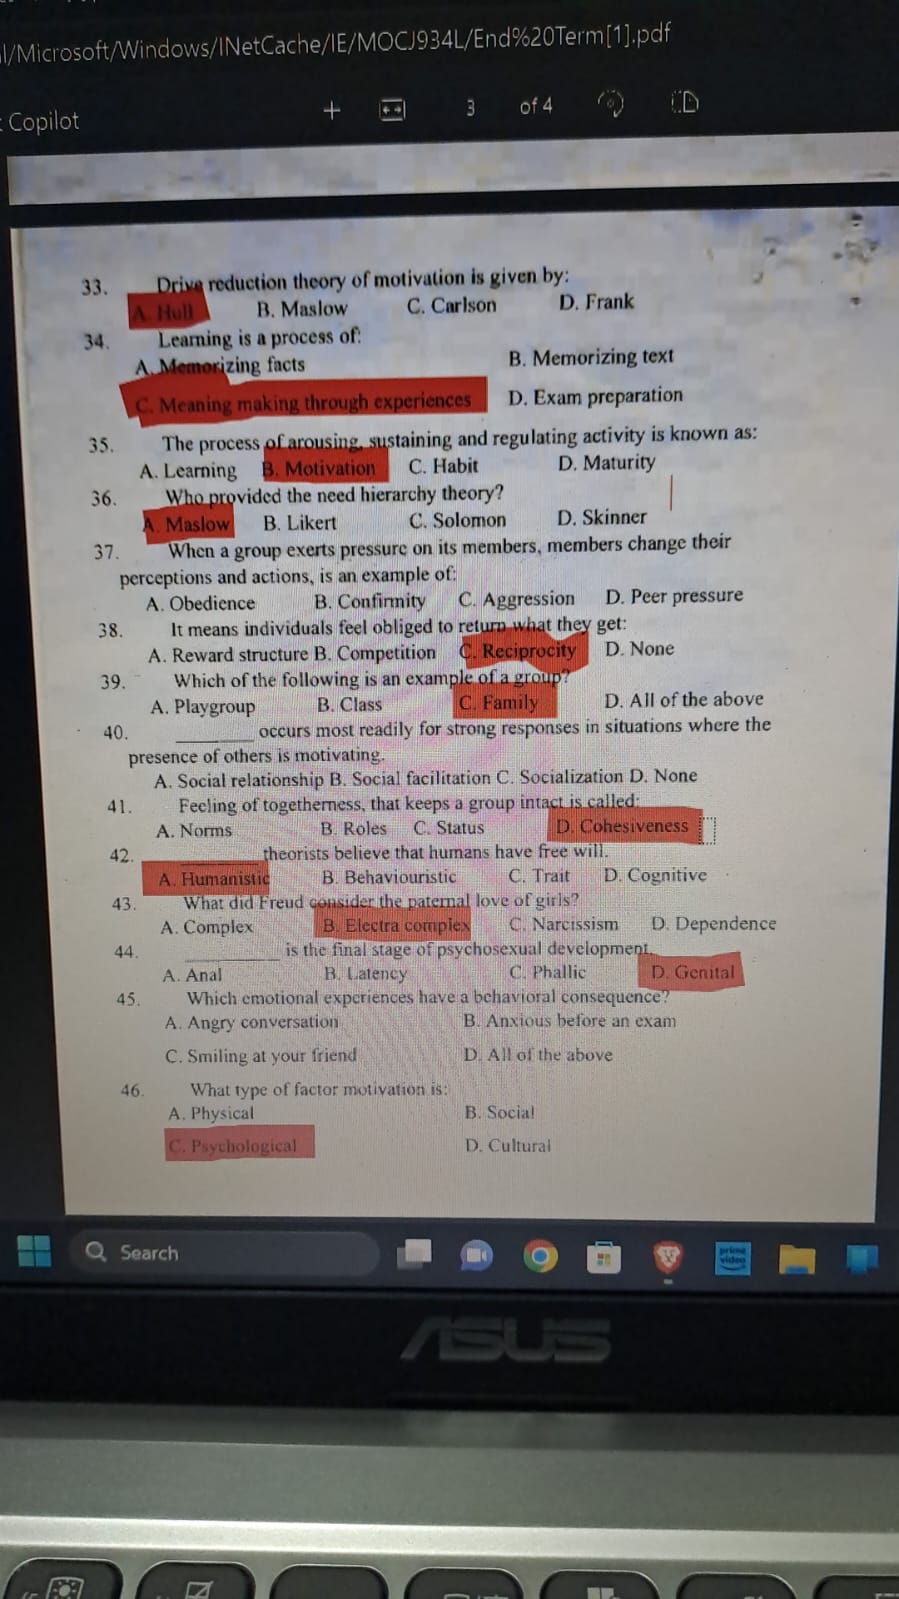 l/Microsoft/Windows/INetCache/IE/MOCJ934L/End%20Term[1].pdf
Copilot
+ 3 of 4
33. Drive reduction theory of motivation is given by:
A. Hull B. Maslow C. Carlson D. Frank
34. Learning is a process of:
A. Memorizing facts B. Memorizing text
C. Meaning making through experiences D. Exam preparation
35. The process of arousing, sustaining and regulating activity is known as:
A. Learning B. Motivation C. Habit D. Maturity
36. Who provided the need hierarchy theory?
A. Maslow B. Likert C. Solomon D. Skinner
37. When a group exerts pressure on its members, members change their
perceptions and actions, is an example of:
A. Obedience B. Confirmity C. Aggression D. Peer pressure
38. It means individuals feel obliged to return what they get:
A. Reward structure B. Competition C. Reciprocity D. None
39. Which of the following is an example of a group?
A. Playgroup B. Class C. Family D. All of the above
40. ________ occurs most readily for strong responses in situations where the
presence of others is motivating.
A. Social relationship B. Social facilitation C. Socialization D. None
41. Feeling of togetherness, that keeps a group intact is called:
A. Norms B. Roles C. Status D. Cohesiveness
42. ________ theorists believe that humans have free will.
A. Humanistic B. Behaviouristic C. Trait D. Cognitive
43. What did Freud consider the paternal love of girls?
A. Complex B. Electra complex C. Narcissism D. Dependence
44. ________ is the final stage of psychosexual development.
A. Anal B. Latency C. Phallic D. Genital
45. Which emotional experiences have a behavioral consequence?
A. Angry conversation B. Anxious before an exam
C. Smiling at your friend D. All of the above
46. What type of factor motivation is:
A. Physical B. Social
C. Psychological D. Cultural
Search
prime video
ASUS